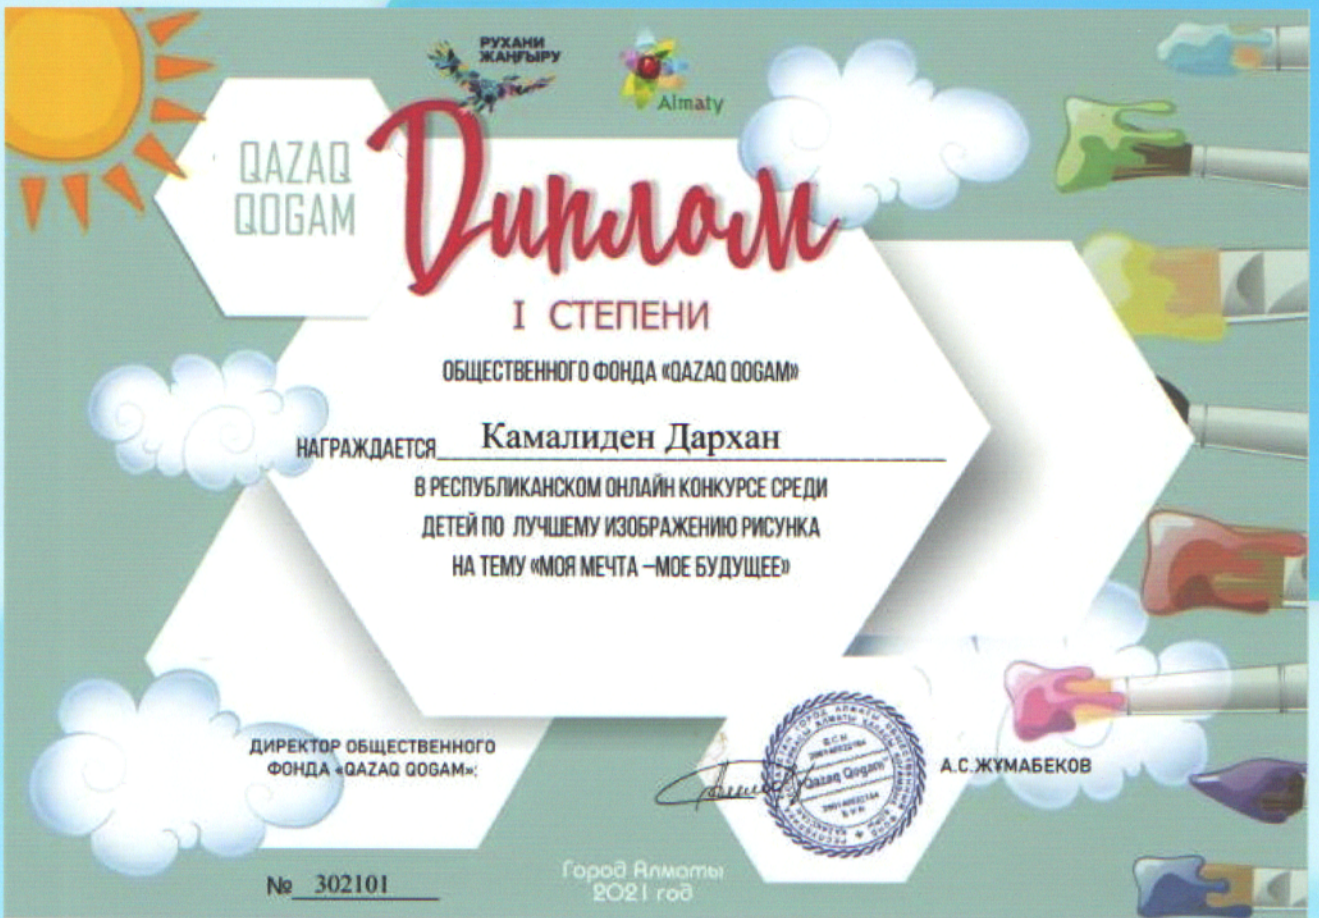 РУХАНИ
ЖАҢҒЫРУ
Almaty
QAZAQ
QOGAM
Диплом
I СТЕПЕНИ
ОБЩЕСТВЕННОГО ФОНДА «QAZAQ QOGAM»
НАГРАЖДАЕТСЯ Камалиден Дархан
В РЕСПУБЛИКАНСКОМ ОНЛАЙН КОНКУРСЕ СРЕДИ
ДЕТЕЙ ПО ЛУЧШЕМУ ИЗОБРАЖЕНИЮ РИСУНКА
НА ТЕМУ «МОЯ МЕЧТА –МОЕ БУДУЩЕЕ»
ДИРЕКТОР ОБЩЕСТВЕННОГО
ФОНДА «QAZAQ QOGAM»:
"Qazaq Qogam"
А.С.ЖҰМАБЕКОВ
№ 302101
Город Алматы
2021 год